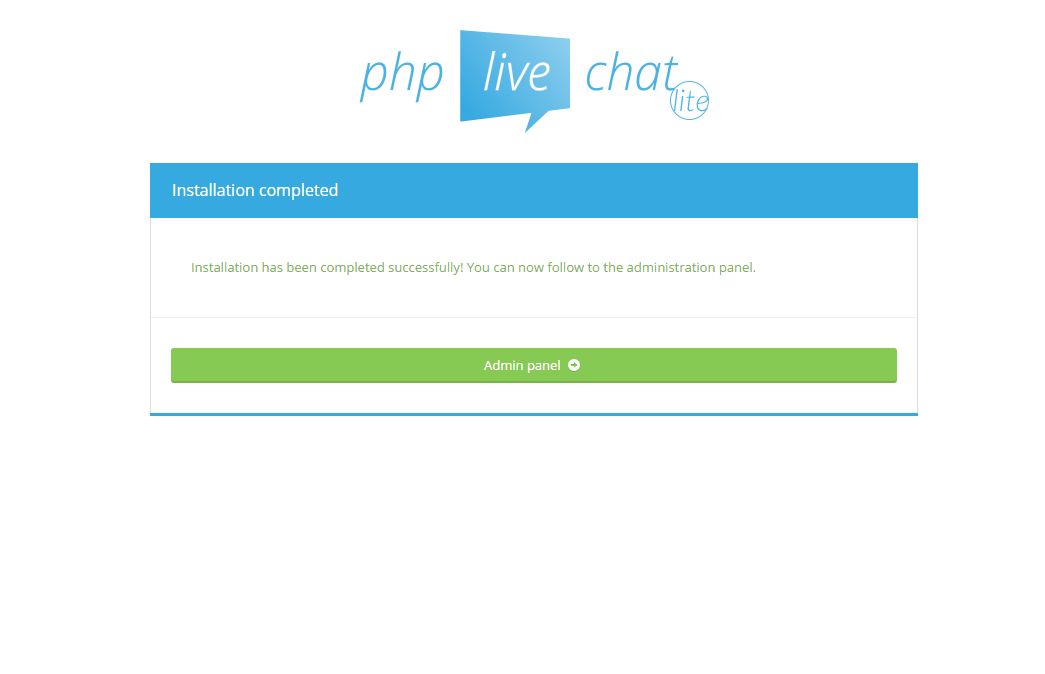 php live chat
lite
Installation completed
Installation has been completed successfully! You can now follow to the administration panel.
Admin panel